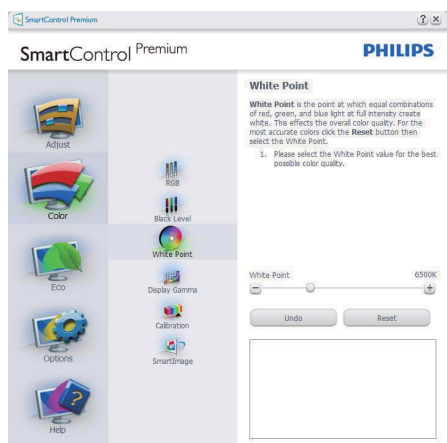 SmartControl Premium
SmartControl Premium
PHILIPS
Adjust
Color
Eco
Options
Help
RGB
Black Level
White Point
Display Gamma
Calibration
SmartImage
White Point
White Point is the point at which equal combinations
of red, green, and blue light at full intensity create
white. This effects the overall color quality. For the
most accurate colors click the Reset button then
select the White Point.
1. Please select the White Point value for the best
possible color quality.
White Point 6500K
Undo Reset